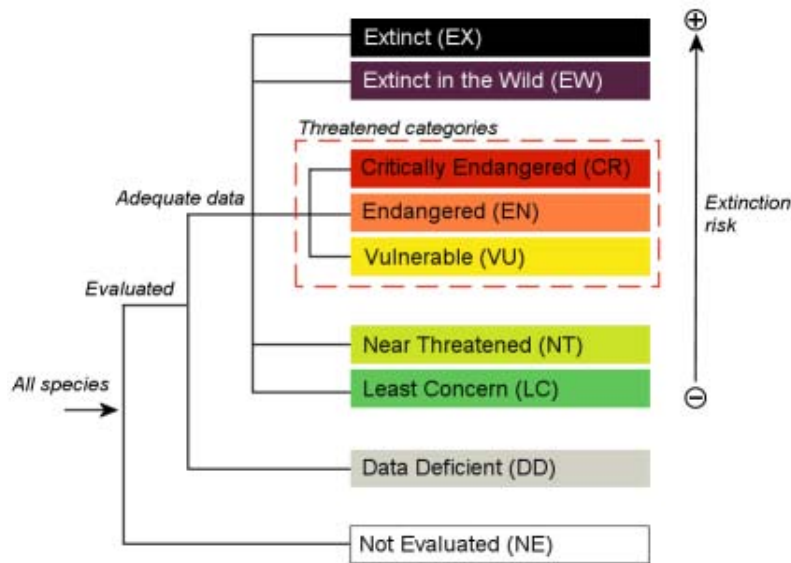 Extinct (EX)
Extinct in the Wild (EW)
Threatened categories
Critically Endangered (CR)
Adequate data
Endangered (EN)
Extinction
risk
Vulnerable (VU)
Evaluated
Near Threatened (NT)
All species
Least Concern (LC)
Data Deficient (DD)
Not Evaluated (NE)